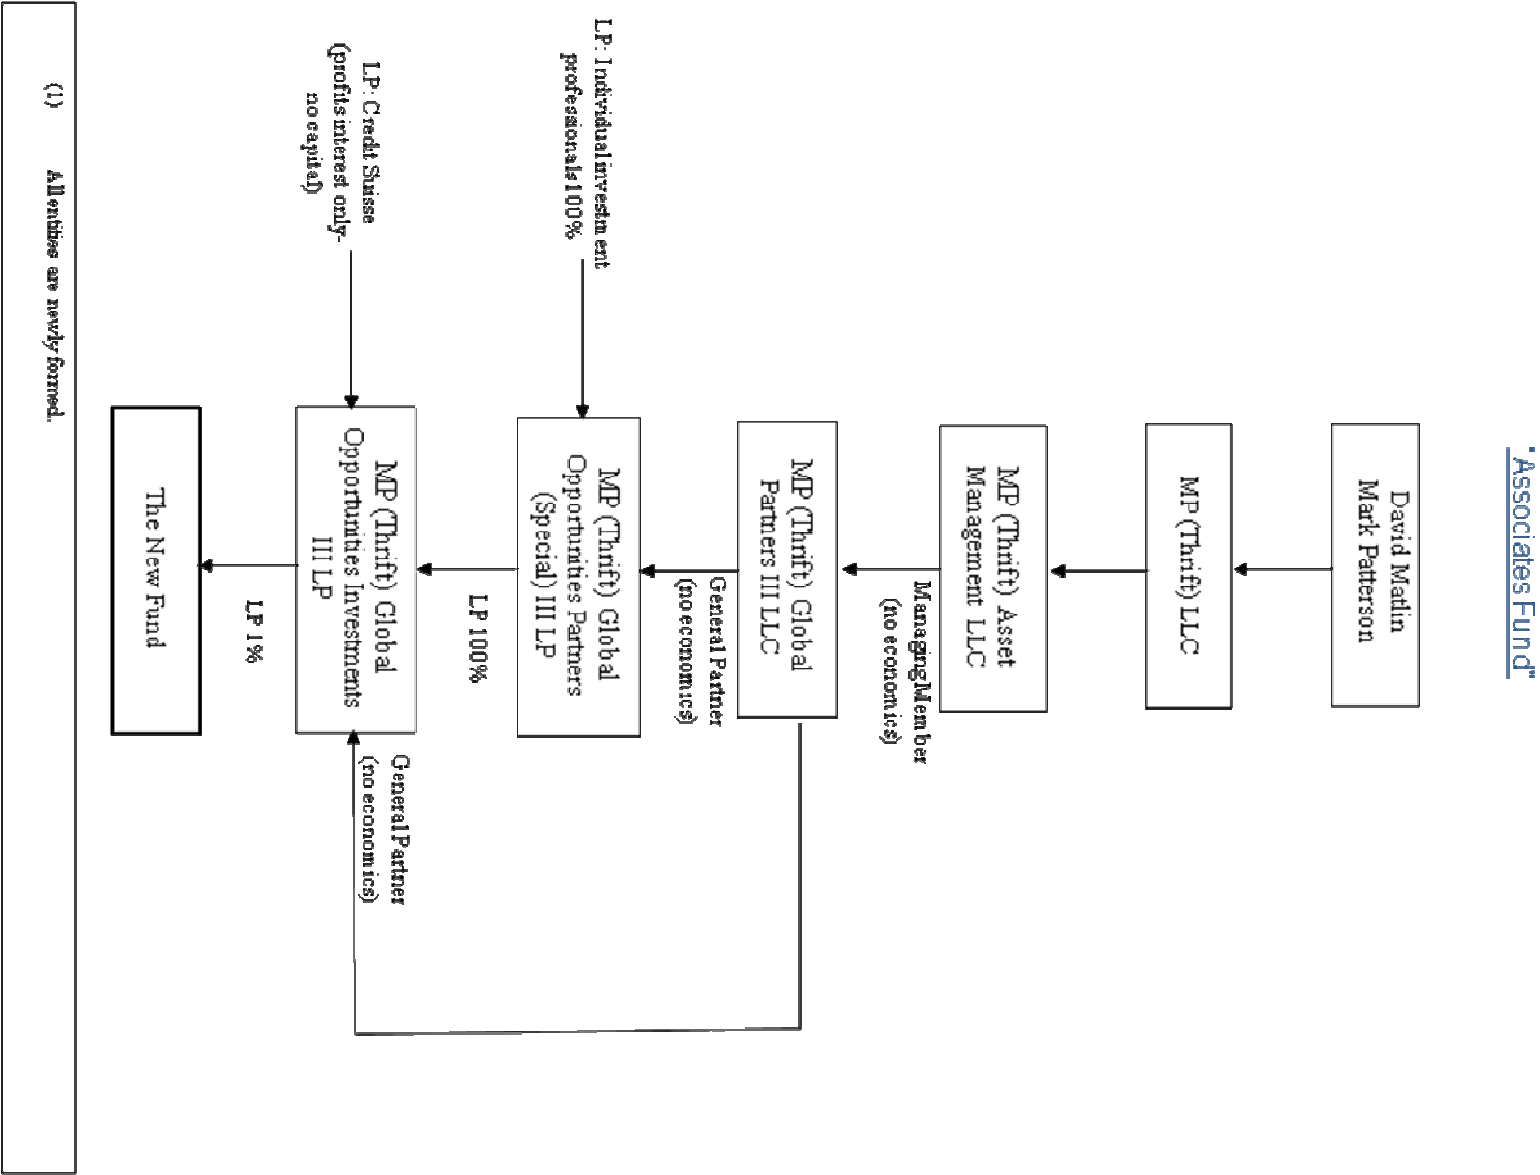 "Associates Fund"
David Matlin
Mark Patterson
MP (Thrift) LLC
MP (Thrift) Asset
Management LLC
Managing Member
(no economics)
MP (Thrift) Global
Partners III LLC
General Partner
(no economics)
LP: Individual investment
professionals 100%
MP (Thrift) Global
Opportunities Partners
(Special) III LP
LP 100%
LP: Credit Suisse
(profits interest only-
no capital)
MP (Thrift) Global
Opportunities Investments
III LP
General Partner
(no economics)
LP 1%
The New Fund
(1) All entities are newly formed.